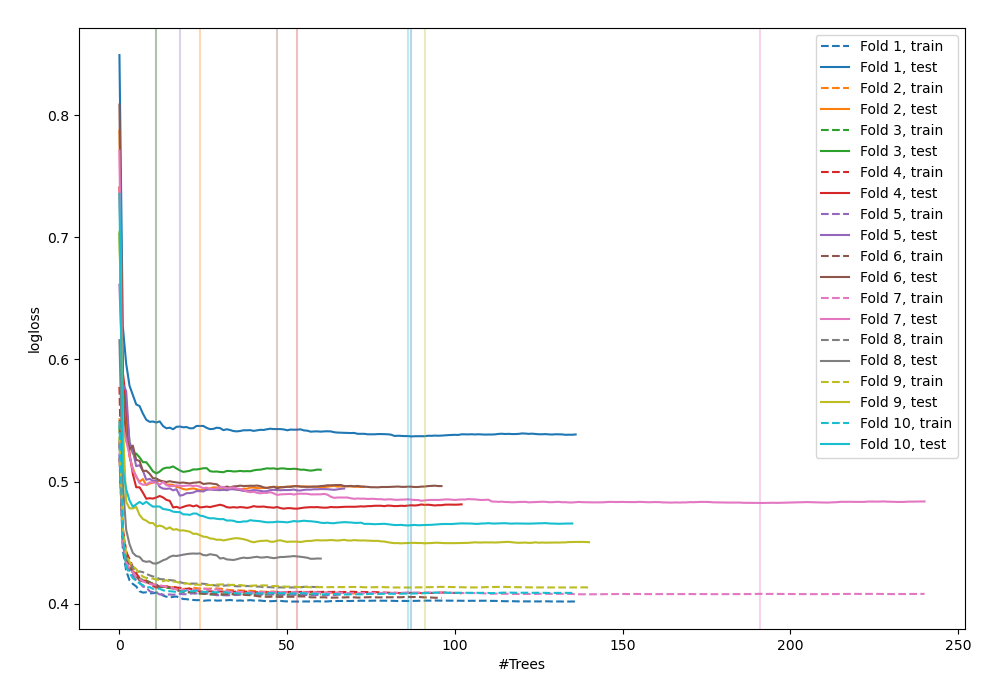 0.8
0.7
0.6
0.5
0.4
logloss
0
50
100
150
200
250
#Trees
Fold 1, train
Fold 1, test
Fold 2, train
Fold 2, test
Fold 3, train
Fold 3, test
Fold 4, train
Fold 4, test
Fold 5, train
Fold 5, test
Fold 6, train
Fold 6, test
Fold 7, train
Fold 7, test
Fold 8, train
Fold 8, test
Fold 9, train
Fold 9, test
Fold 10, train
Fold 10, test